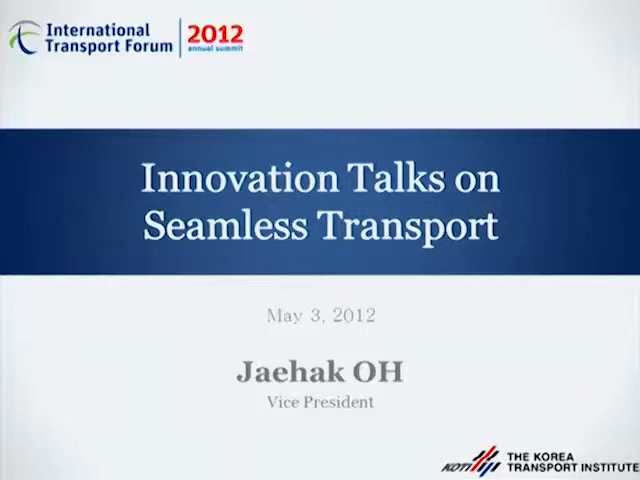 International
Transport Forum
2012
annual summit
Innovation Talks on
Seamless Transport
May 3, 2012
Jaehak OH
Vice President
KOTI
THE KOREA
TRANSPORT INSTITUTE